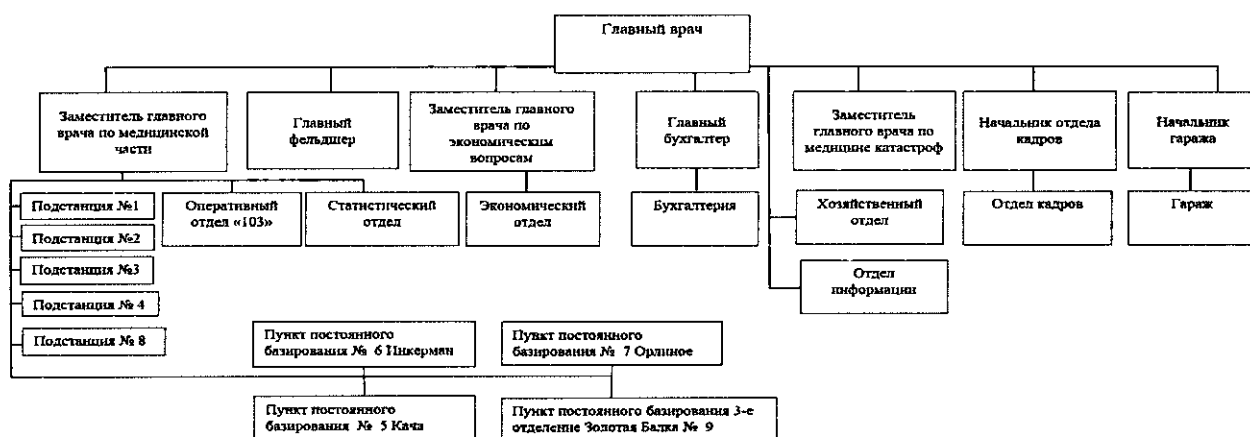 Главный врач
Заместитель главного
врача по медицинской
части
Главный
фельдшер
Заместитель главного
врача по
экономическим
вопросам
Главный
бухгалтер
Заместитель
главного врача по
медицине катастроф
Начальник отдела
кадров
Начальник
гаража
Подстанция №1
Подстанция №2
Подстанция №3
Подстанция № 4
Подстанция № 8
Оперативный
отдел «103»
Статистический
отдел
Экономический отдел
Бухгалтерия
Хозяйственный
отдел
Отдел кадров
Гараж
Отдел
информации
Пункт постоянного
базирования № 6 Инкерман
Пункт постоянного
базирования № 7 Орлиное
Пункт постоянного
базирования № 5 Кача
Пункт постоянного базирования 3-е
отделение Золотая Балка № 9